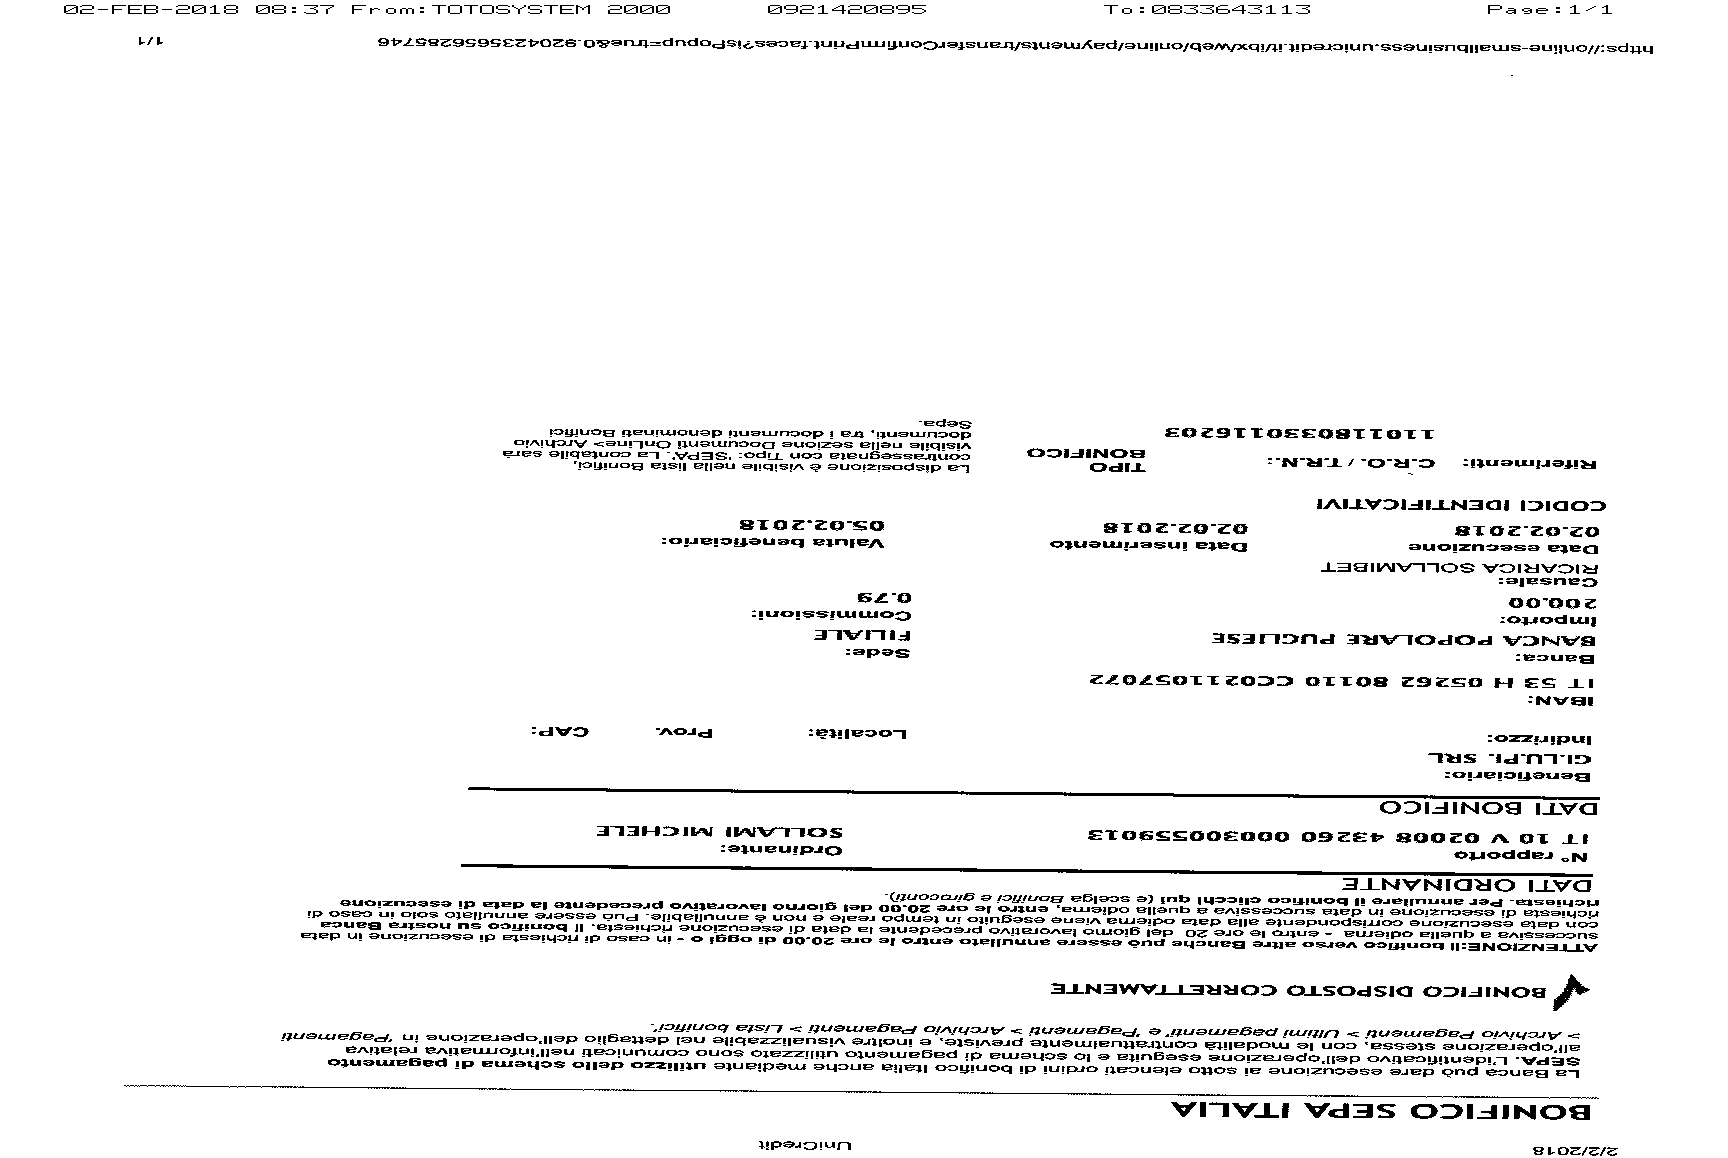 02-FEB-2018 08:37 From:TOTOSYSTEM 2000 0921420895 To:0833643113 Page:1/1
2/2/2018 UniCredit
BONIFICO SEPA ITALIA
La Banca può dare esecuzione ai sotto elencati ordini di bonifico Italia anche mediante utilizzo dello schema di pagamento
SEPA. L'identificativo dell'operazione eseguita e lo schema di pagamento utilizzato sono comunicati nell'informativa relativa
all'operazione stessa, con le modalità contrattualmente previste, e inoltre visualizzabile nel dettaglio dell'operazione in 'Pagamenti
> Archivio Pagamenti > Ultimi pagamenti' e 'Pagamenti > Archivio Pagamenti > Lista bonifici'.
BONIFICO DISPOSTO CORRETTAMENTE
ATTENZIONE:Il bonifico verso altre Banche può essere annullato entro le ore 20.00 di oggi o - in caso di richiesta di esecuzione in data
successiva a quella odierna - entro le ore 20 del giorno lavorativo precedente la data di esecuzione richiesta. Il bonifico su nostra Banca
con data esecuzione corrispondente alla data odierna viene eseguito in tempo reale e non è annullabile. Può essere annullato solo in caso di
richiesta di esecuzione in data successiva a quella odierna, entro le ore 20.00 del giorno lavorativo precedente la data di esecuzione
richiesta. Per annullare il bonifico clicchi qui (e scelga Bonifici e giroconti).
DATI ORDINANTE
N° rapporto Ordinante:
IT 10 V 02008 43260 000300559013 SOLLAMI MICHELE
DATI BONIFICO
Beneficiario:
GI.LU.PI. SRL
Indirizzo: Località: Prov. CAP:
IBAN:
IT 53 H 05262 80110 CC0211057072
Banca: Sede:
BANCA POPOLARE PUGLIESE FILIALE
Importo: Commissioni:
200.00 0.79
Causale:
RICARICA SOLLAMIBET
Data esecuzione Data inserimento Valuta beneficiario:
02.02.2018 02.02.2018 05.02.2018
CODICI IDENTIFICATIVI
Riferimenti: C.R.O. / T.R.N.: TIPO BONIFICO
1101180330116203
La disposizione è visibile nella lista Bonifici,
contrassegnata con Tipo: 'SEPA'. La contabile sarà
visibile nella sezione Documenti OnLine> Archivio
documenti, tra i documenti denominati Bonifici
Sepa.
https://online-smallbusiness.unicredit.it/ibx/web/online/payments/transferConfirmPrint.faces?isPopup=true&0.9204235656285746 1/1